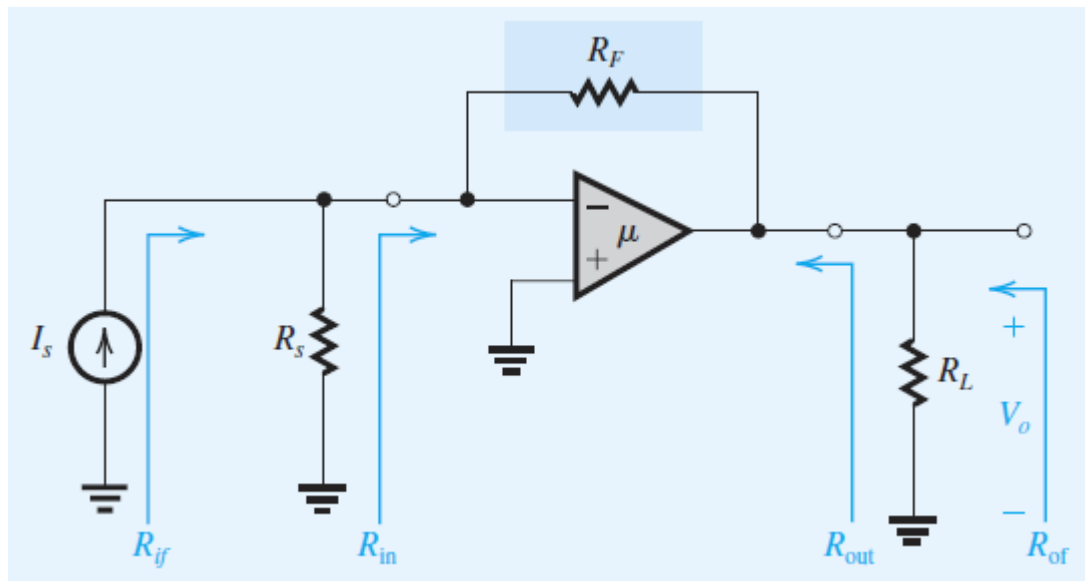 R_F
−
μ
+
I_s
R_s
R_L
+
V_o
−
R_if
R_in
R_out
R_of